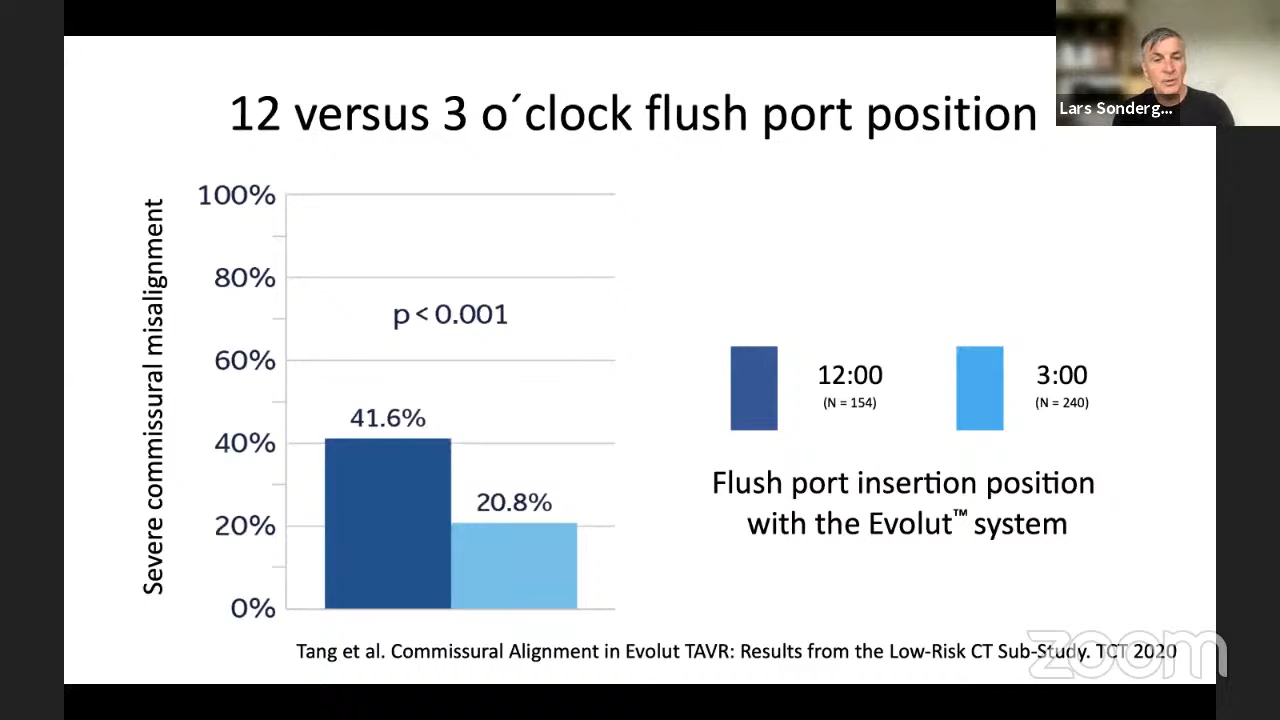 12 versus 3 o´clock flush port position
Lars Sonderg...
Severe commissural misalignment
100%
80%
60%
40%
20%
0%
p < 0.001
41.6%
20.8%
12:00
(N = 154)
3:00
(N = 240)
Flush port insertion position
with the Evolut™ system
Tang et al. Commissural Alignment in Evolut TAVR: Results from the Low-Risk CT Sub-Study. TCT 2020
zoom